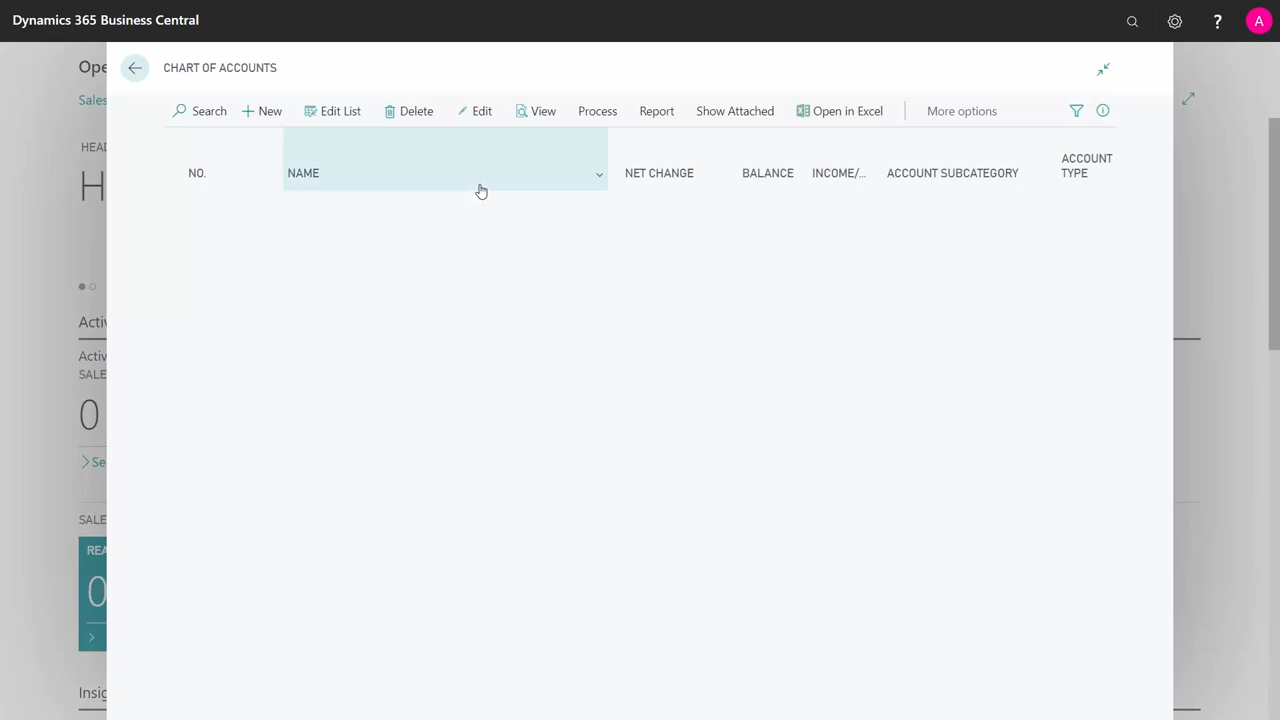 Dynamics 365 Business Central
?
A
Ope
CHART OF ACCOUNTS
Sales
Search
New
Edit List
Delete
Edit
View
Process
Report
Show Attached
Open in Excel
More options
HEAD
H
NO.
NAME
NET CHANGE
BALANCE
INCOME/...
ACCOUNT SUBCATEGORY
ACCOUNT
TYPE
Activ
Activ
SALE
0
Se
SALE
REA
0
Insig